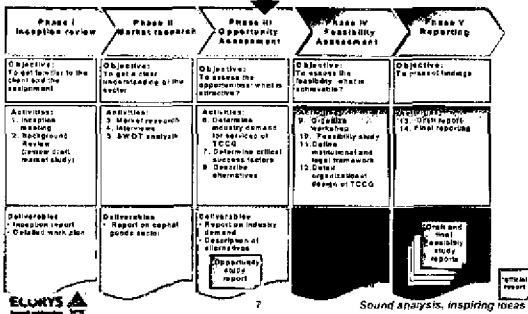 Phase I
Inception review
Phase II
Market research
Phase III
Opportunity
Assessment
Phase IV
Feasibility
Assessment
Phase V
Reporting
Objective:
To get familiar to the
client and the
assignment
Objective:
To get a clear
understanding of the
sector
Objective:
To assess the
opportunities: what is
attractive?
Objective:
To assess the
feasibility: what is
achievable?
Objective:
To present findings
Activities:
1. Inception
meeting
2. Background
Review
market study)
Activities:
3. Market research
4. Interviews
5. SWOT analysis
Activities:
6. Determine
industry demand
for services of
TCCG
7. Determine critical
success factors
8. Describe
alternatives
Activities:
9. Organize
workshop
10. Feasibility study
11. Define
institutional and
legal framework
12. Detail
organizational
design of TCCG
13. Draft report
14. Final reporting
Deliverables
• Inception report
• Detailed work plan
Deliverables
• Report on capital
goods sector
Deliverables
• Report on industry
demand
• Description of
alternatives
Opportunity
study
report
Draft and
final
Feasibility
study
reports
official
report
ECORYS
7
Sound analysis, inspiring ideas